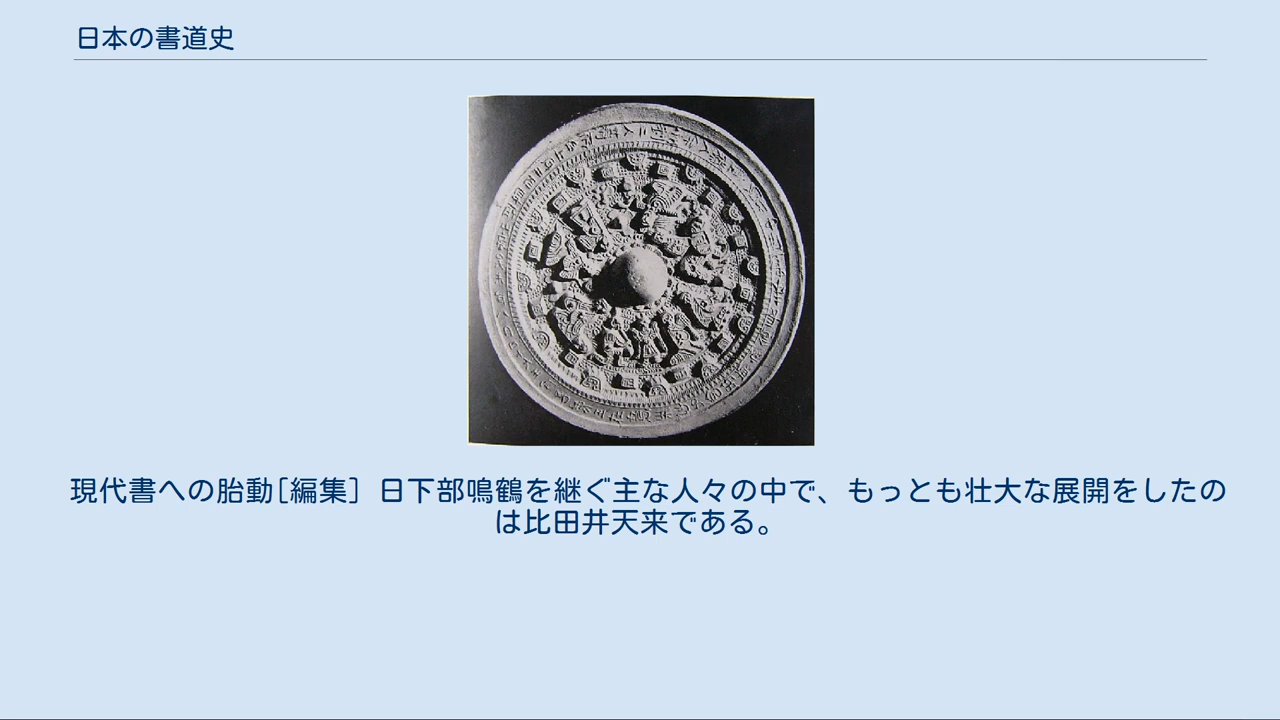 日本の書道史
現代書への胎動[編集] 日下部鳴鶴を継ぐ主な人々の中で、もっとも壮大な展開をしたの
は比田井天来である。